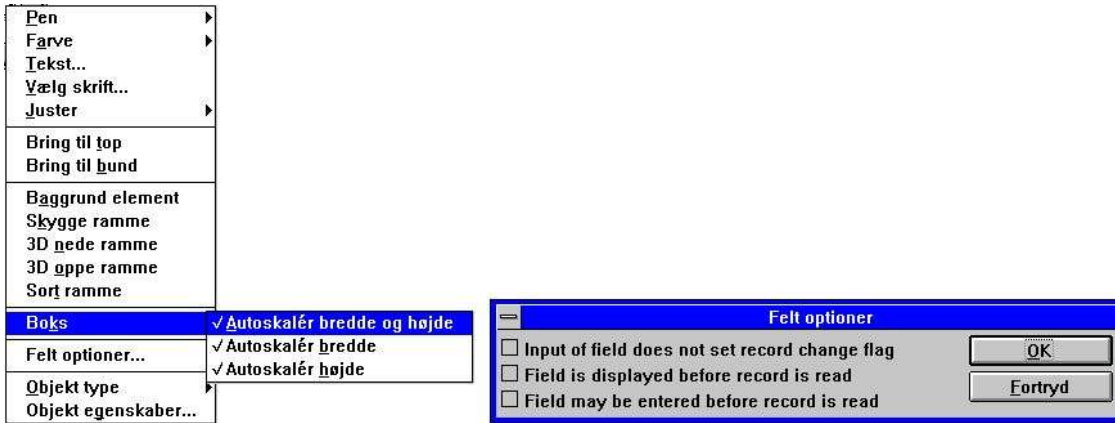 Pen
Farve
Tekst...
Vælg skrift...
Juster
Bring til top
Bring til bund
Baggrund element
Skygge ramme
3D nede ramme
3D oppe ramme
Sort ramme
Boks
Felt optioner...
Objekt type
Objekt egenskaber...
Autoskalér bredde og højde
Autoskalér bredde
Autoskalér højde
Felt optioner
Input of field does not set record change flag
Field is displayed before record is read
Field may be entered before record is read
OK
Fortryd